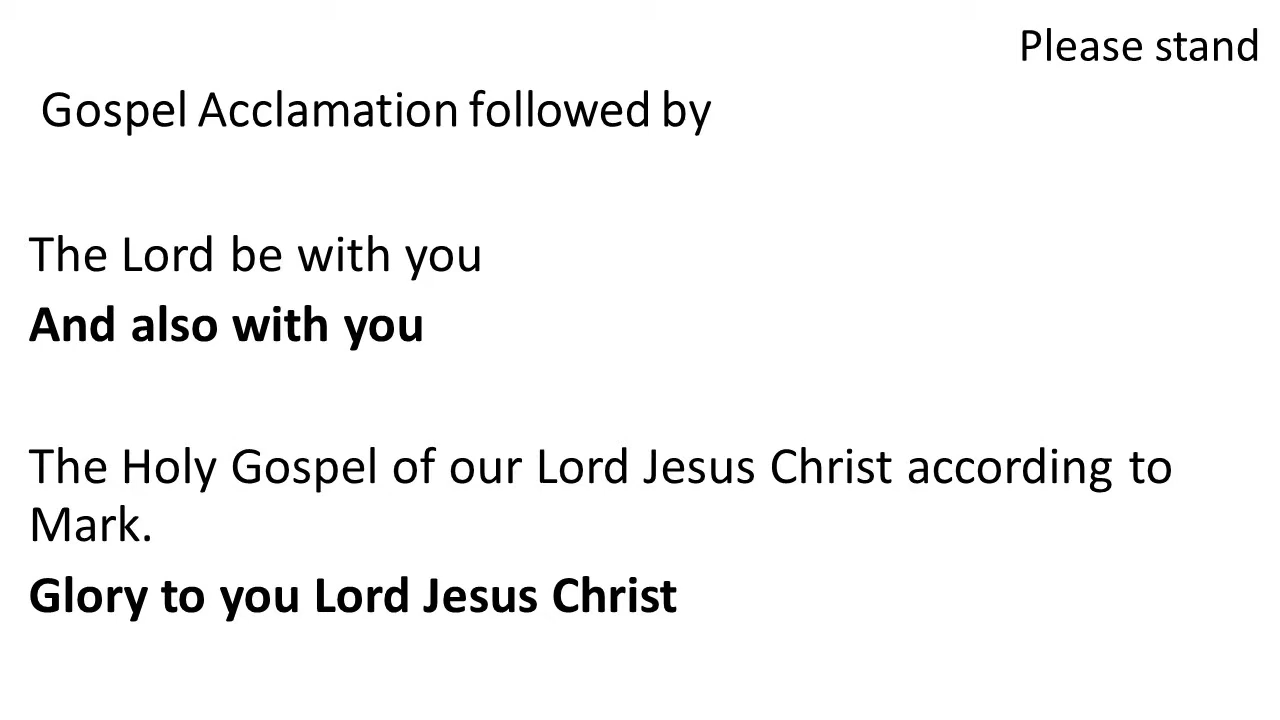 Please stand
Gospel Acclamation followed by
The Lord be with you
And also with you
The Holy Gospel of our Lord Jesus Christ according to
Mark.
Glory to you Lord Jesus Christ